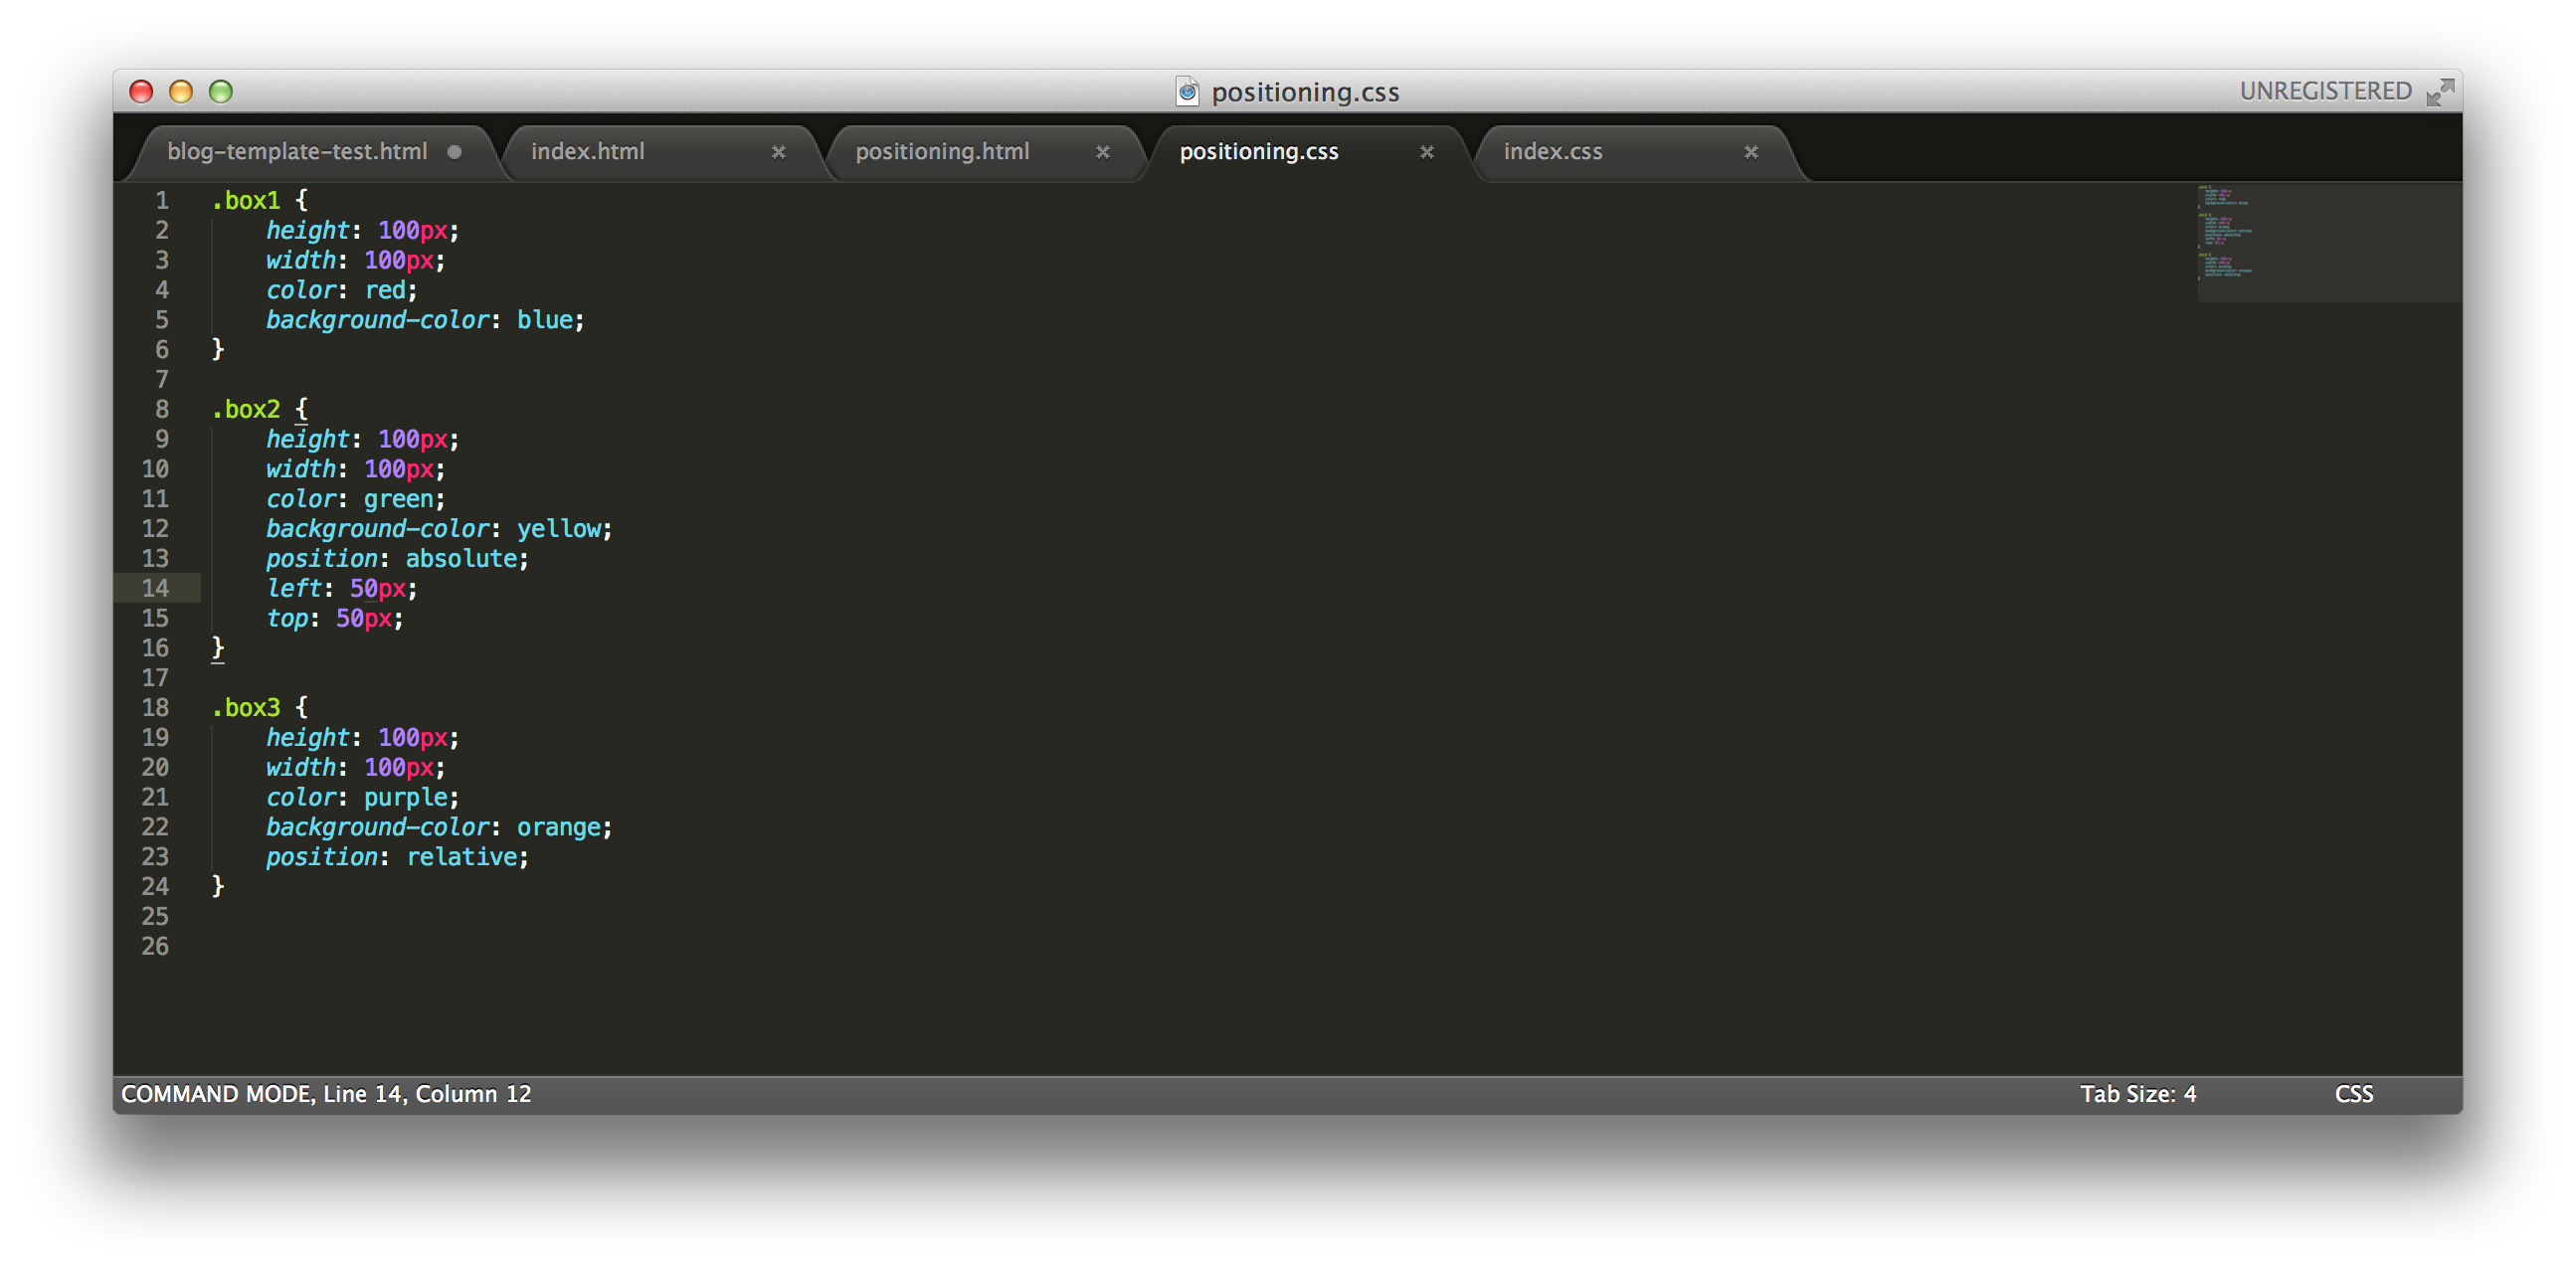 positioning.css
UNREGISTERED
blog-template-test.html
index.html
positioning.html
positioning.css
index.css
1 .box1 {
2 height: 100px;
3 width: 100px;
4 color: red;
5 background-color: blue;
6 }
7
8 .box2 {
9 height: 100px;
10 width: 100px;
11 color: green;
12 background-color: yellow;
13 position: absolute;
14 left: 50px;
15 top: 50px;
16 }
17
18 .box3 {
19 height: 100px;
20 width: 100px;
21 color: purple;
22 background-color: orange;
23 position: relative;
24 }
25
26
COMMAND MODE, Line 14, Column 12
Tab Size: 4
CSS